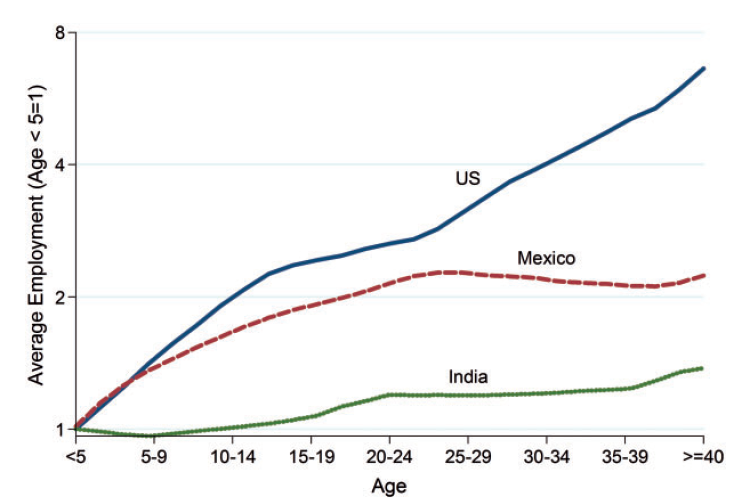 8
4
2
1
Average Employment (Age < 5=1)
US
Mexico
India
<5 5-9 10-14 15-19 20-24 25-29 30-34 35-39 >=40
Age